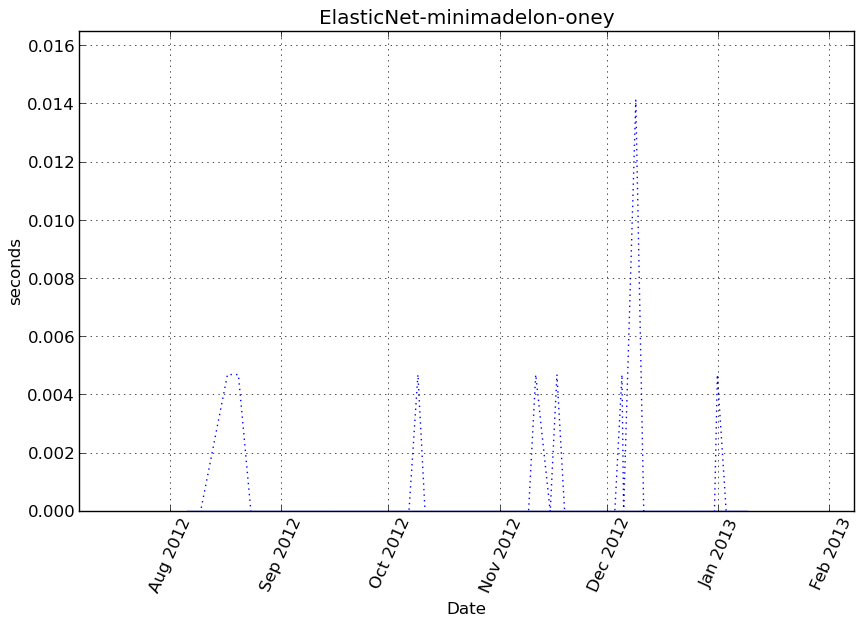 ElasticNet-minimadelon-oney
0.016
0.014
0.012
0.010
0.008
0.006
0.004
0.002
0.000
seconds
Aug 2012
Sep 2012
Oct 2012
Nov 2012
Dec 2012
Jan 2013
Feb 2013
Date